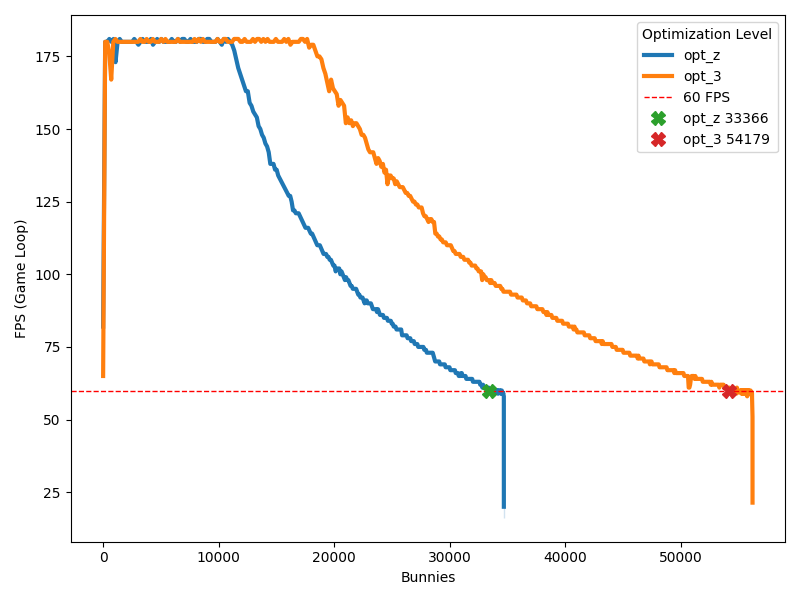 Optimization Level
opt_z
opt_3
60 FPS
opt_z 33366
opt_3 54179
FPS (Game Loop)
175
150
125
100
75
50
25
0 10000 20000 30000 40000 50000
Bunnies